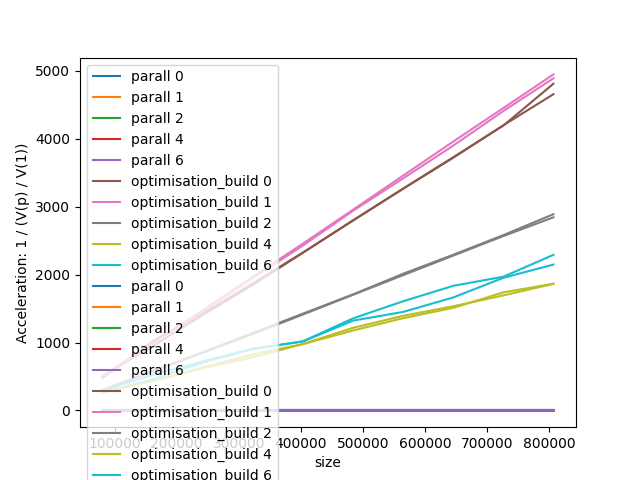 5000
4000
3000
2000
1000
0
Acceleration: 1 / (V(p) / V(1))
parall 0
parall 1
parall 2
parall 4
parall 6
optimisation_build 0
optimisation_build 1
optimisation_build 2
optimisation_build 4
optimisation_build 6
parall 0
parall 1
parall 2
parall 4
parall 6
optimisation_build 0
optimisation_build 1
optimisation_build 2
optimisation_build 4
optimisation_build 6
100000 200000 300000 400000 500000 600000 700000 800000
size